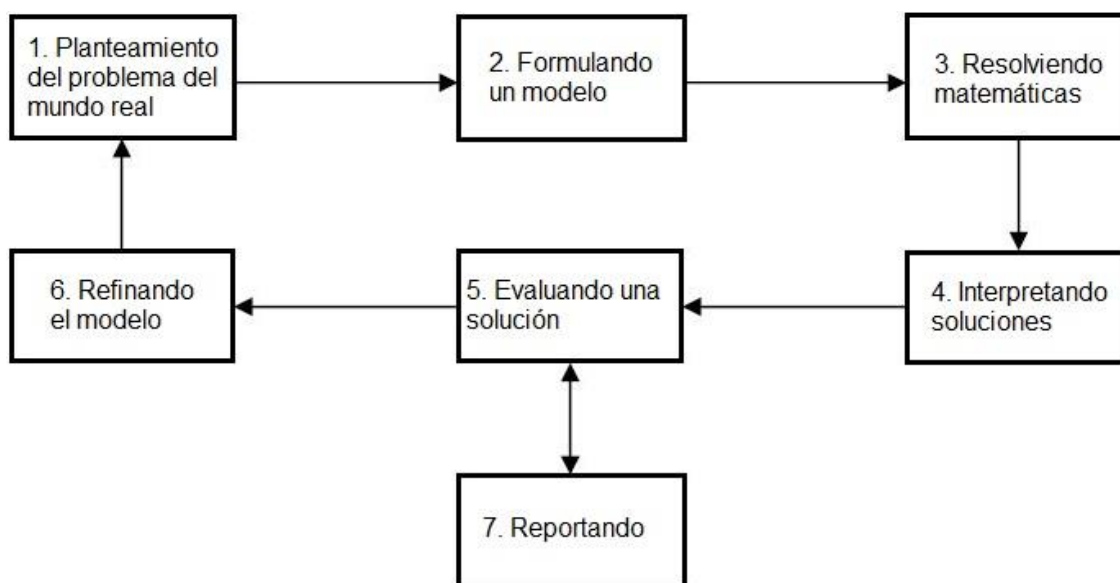 1. Planteamiento
del problema del
mundo real
2. Formulando
un modelo
3. Resolviendo
matemáticas
4. Interpretando
soluciones
5. Evaluando una
solución
6. Refinando
el modelo
7. Reportando